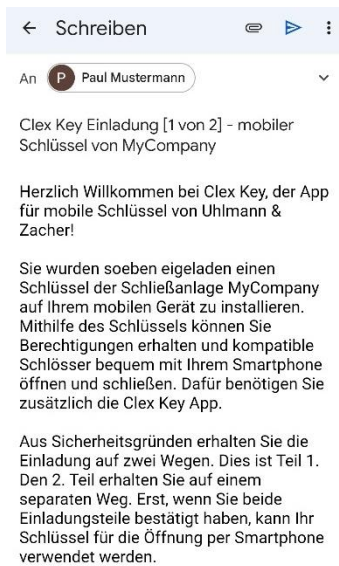 Schreiben
An P Paul Mustermann
Clex Key Einladung [1 von 2] - mobiler
Schlüssel von MyCompany
Herzlich Willkommen bei Clex Key, der App
für mobile Schlüssel von Uhlmann &
Zacher!
Sie wurden soeben eigeladen einen
Schlüssel der Schließanlage MyCompany
auf Ihrem mobilen Gerät zu installieren.
Mithilfe des Schlüssels können Sie
Berechtigungen erhalten und kompatible
Schlösser bequem mit Ihrem Smartphone
öffnen und schließen. Dafür benötigen Sie
zusätzlich die Clex Key App.
Aus Sicherheitsgründen erhalten Sie die
Einladung auf zwei Wegen. Dies ist Teil 1.
Den 2. Teil erhalten Sie auf einem
separaten Weg. Erst, wenn Sie beide
Einladungsteile bestätigt haben, kann Ihr
Schlüssel für die Öffnung per Smartphone
verwendet werden.